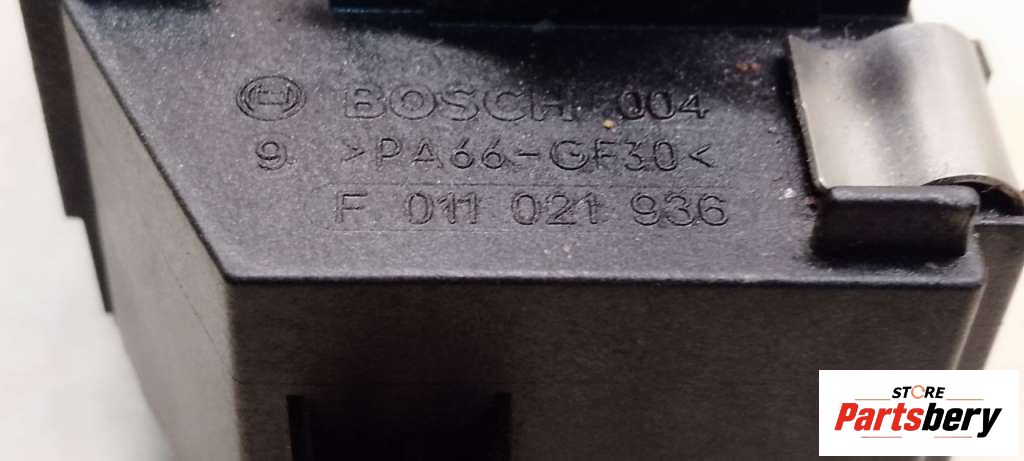 BOSCH 004
9 >PA66-GF30<
F 011 021 936
STORE
Partsbery